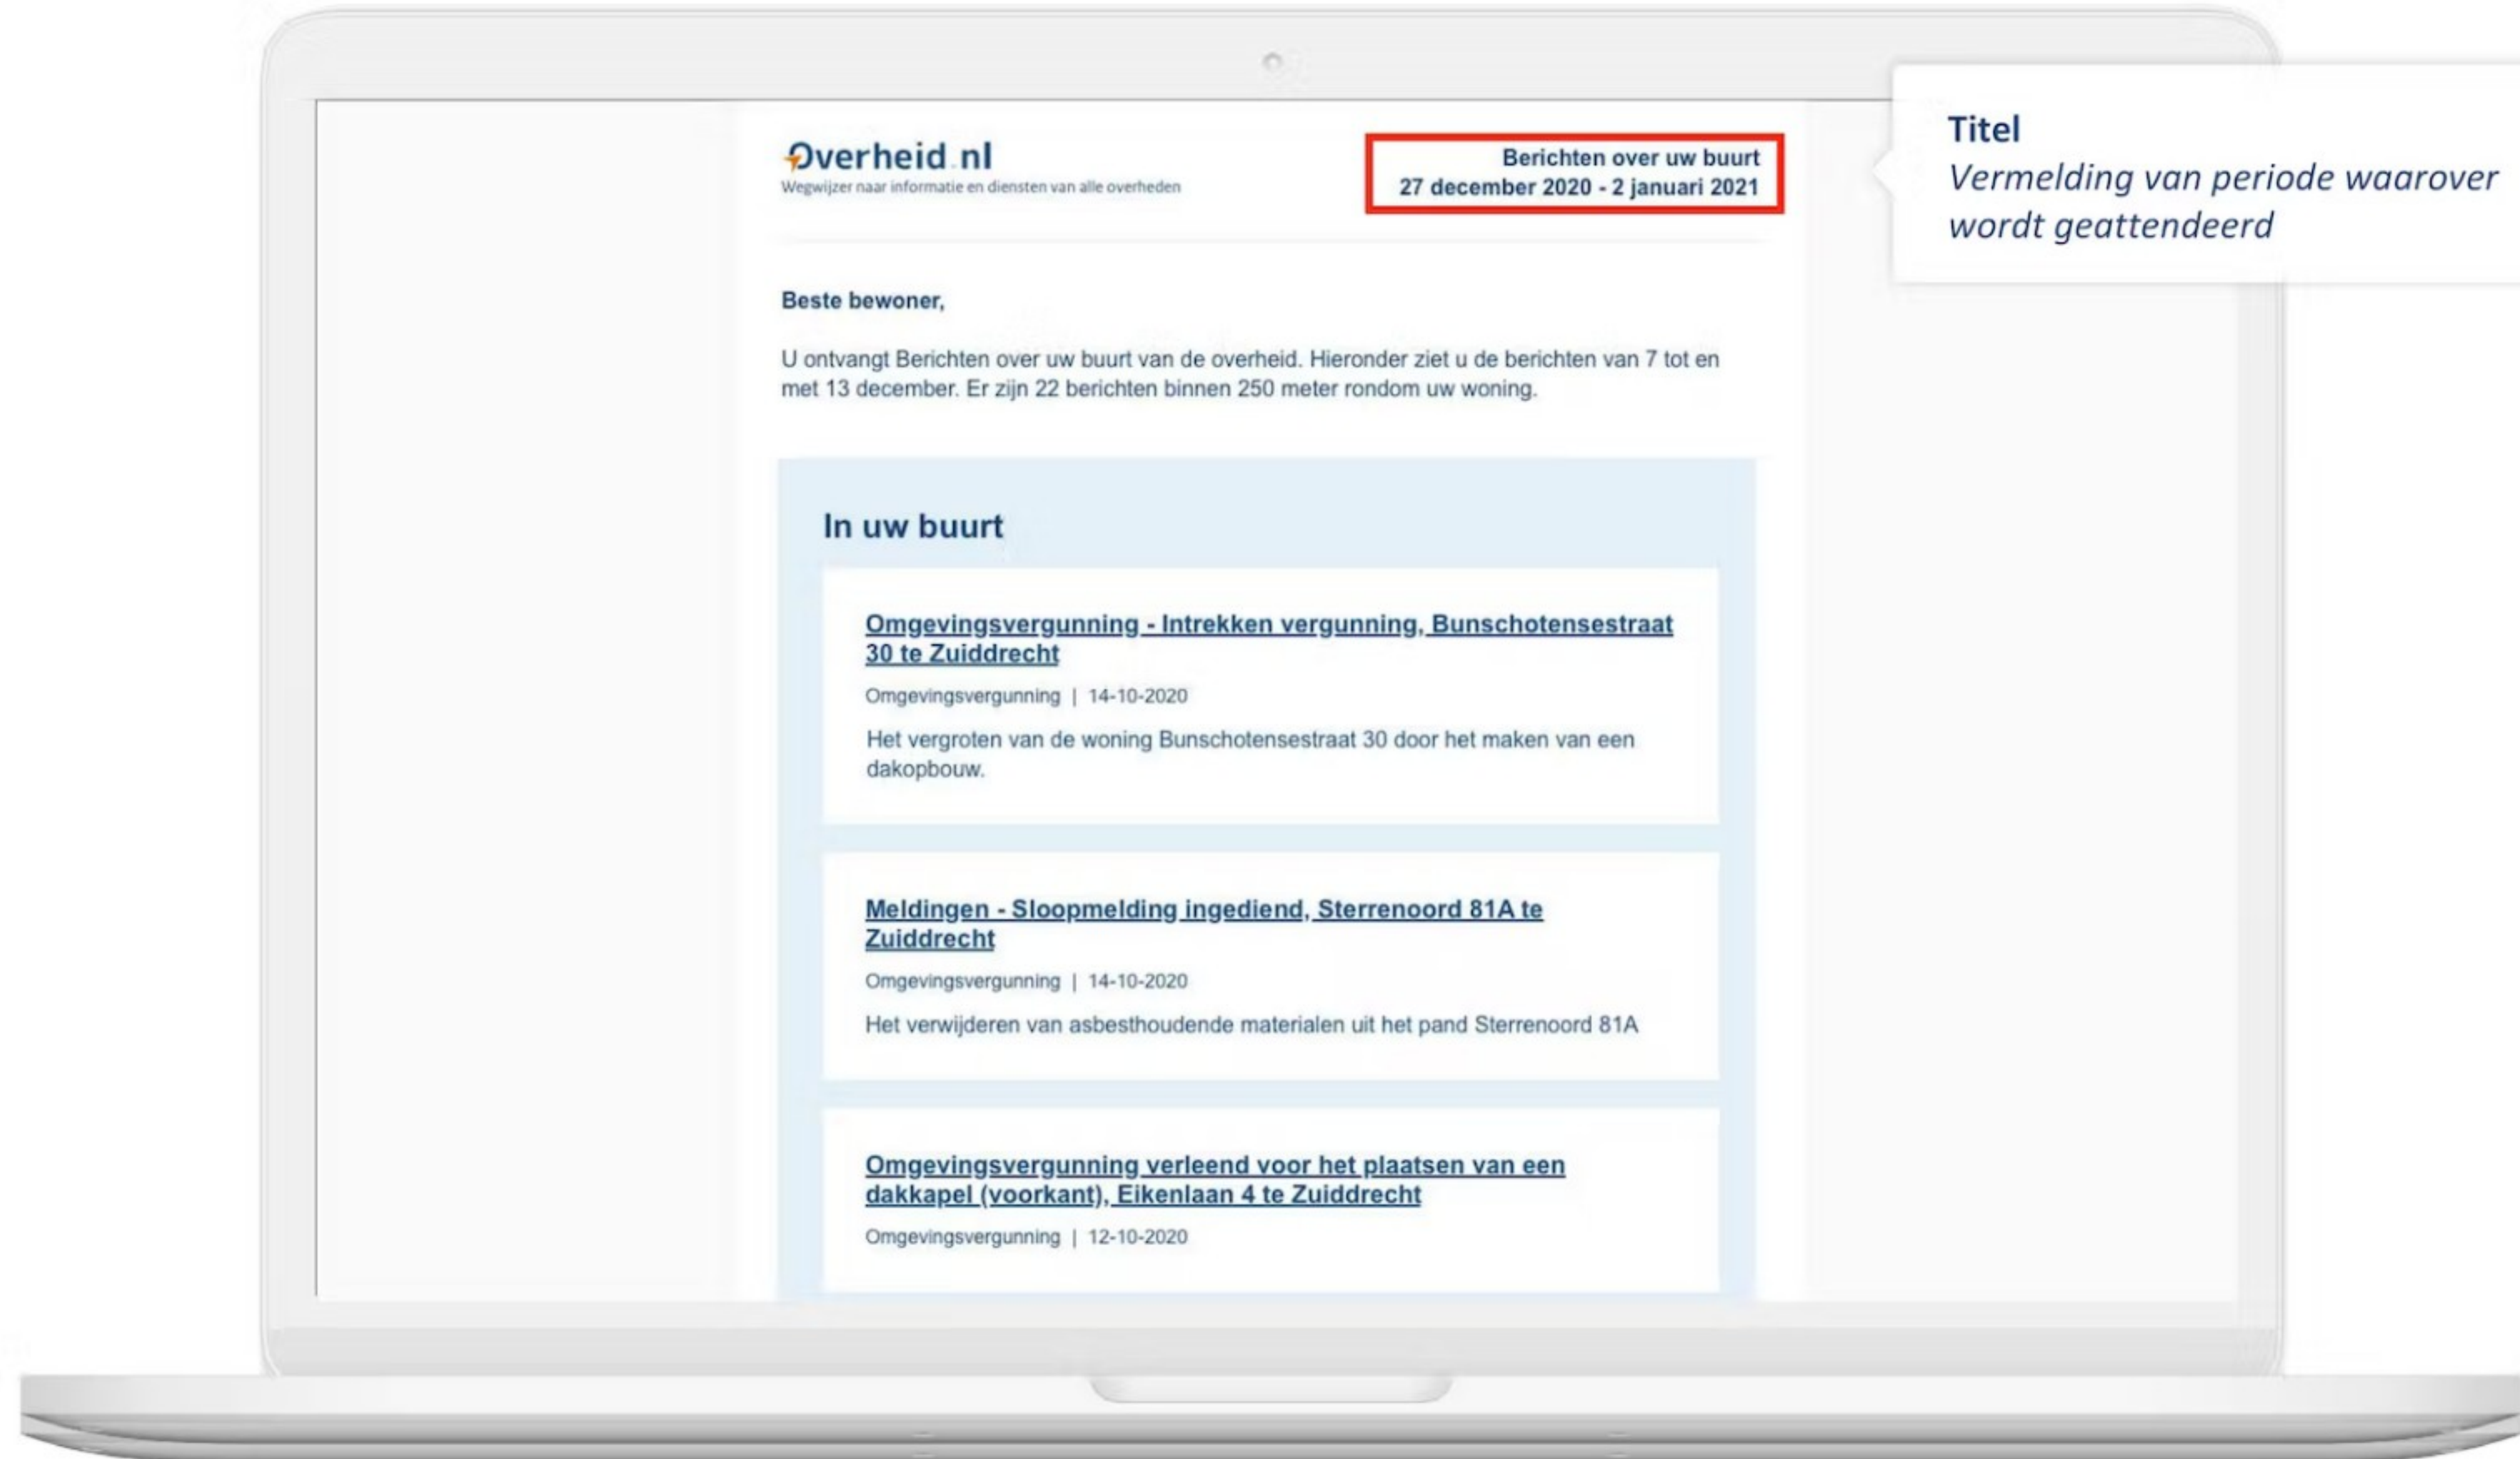 Overheid.nl
Wegwijzer naar informatie en diensten van alle overheden
Berichten over uw buurt
27 december 2020 - 2 januari 2021
Titel
Vermelding van periode waarover
wordt geattendeerd
Beste bewoner,
U ontvangt Berichten over uw buurt van de overheid. Hieronder ziet u de berichten van 7 tot en
met 13 december. Er zijn 22 berichten binnen 250 meter rondom uw woning.
In uw buurt
Omgevingsvergunning - Intrekken vergunning, Bunschotensestraat
30 te Zuiddrecht
Omgevingsvergunning | 14-10-2020
Het vergroten van de woning Bunschotensestraat 30 door het maken van een
dakopbouw.
Meldingen - Sloopmelding ingediend, Sterrenoord 81A te
Zuiddrecht
Omgevingsvergunning | 14-10-2020
Het verwijderen van asbesthoudende materialen uit het pand Sterrenoord 81A
Omgevingsvergunning verleend voor het plaatsen van een
dakkapel (voorkant), Eikenlaan 4 te Zuiddrecht
Omgevingsvergunning | 12-10-2020